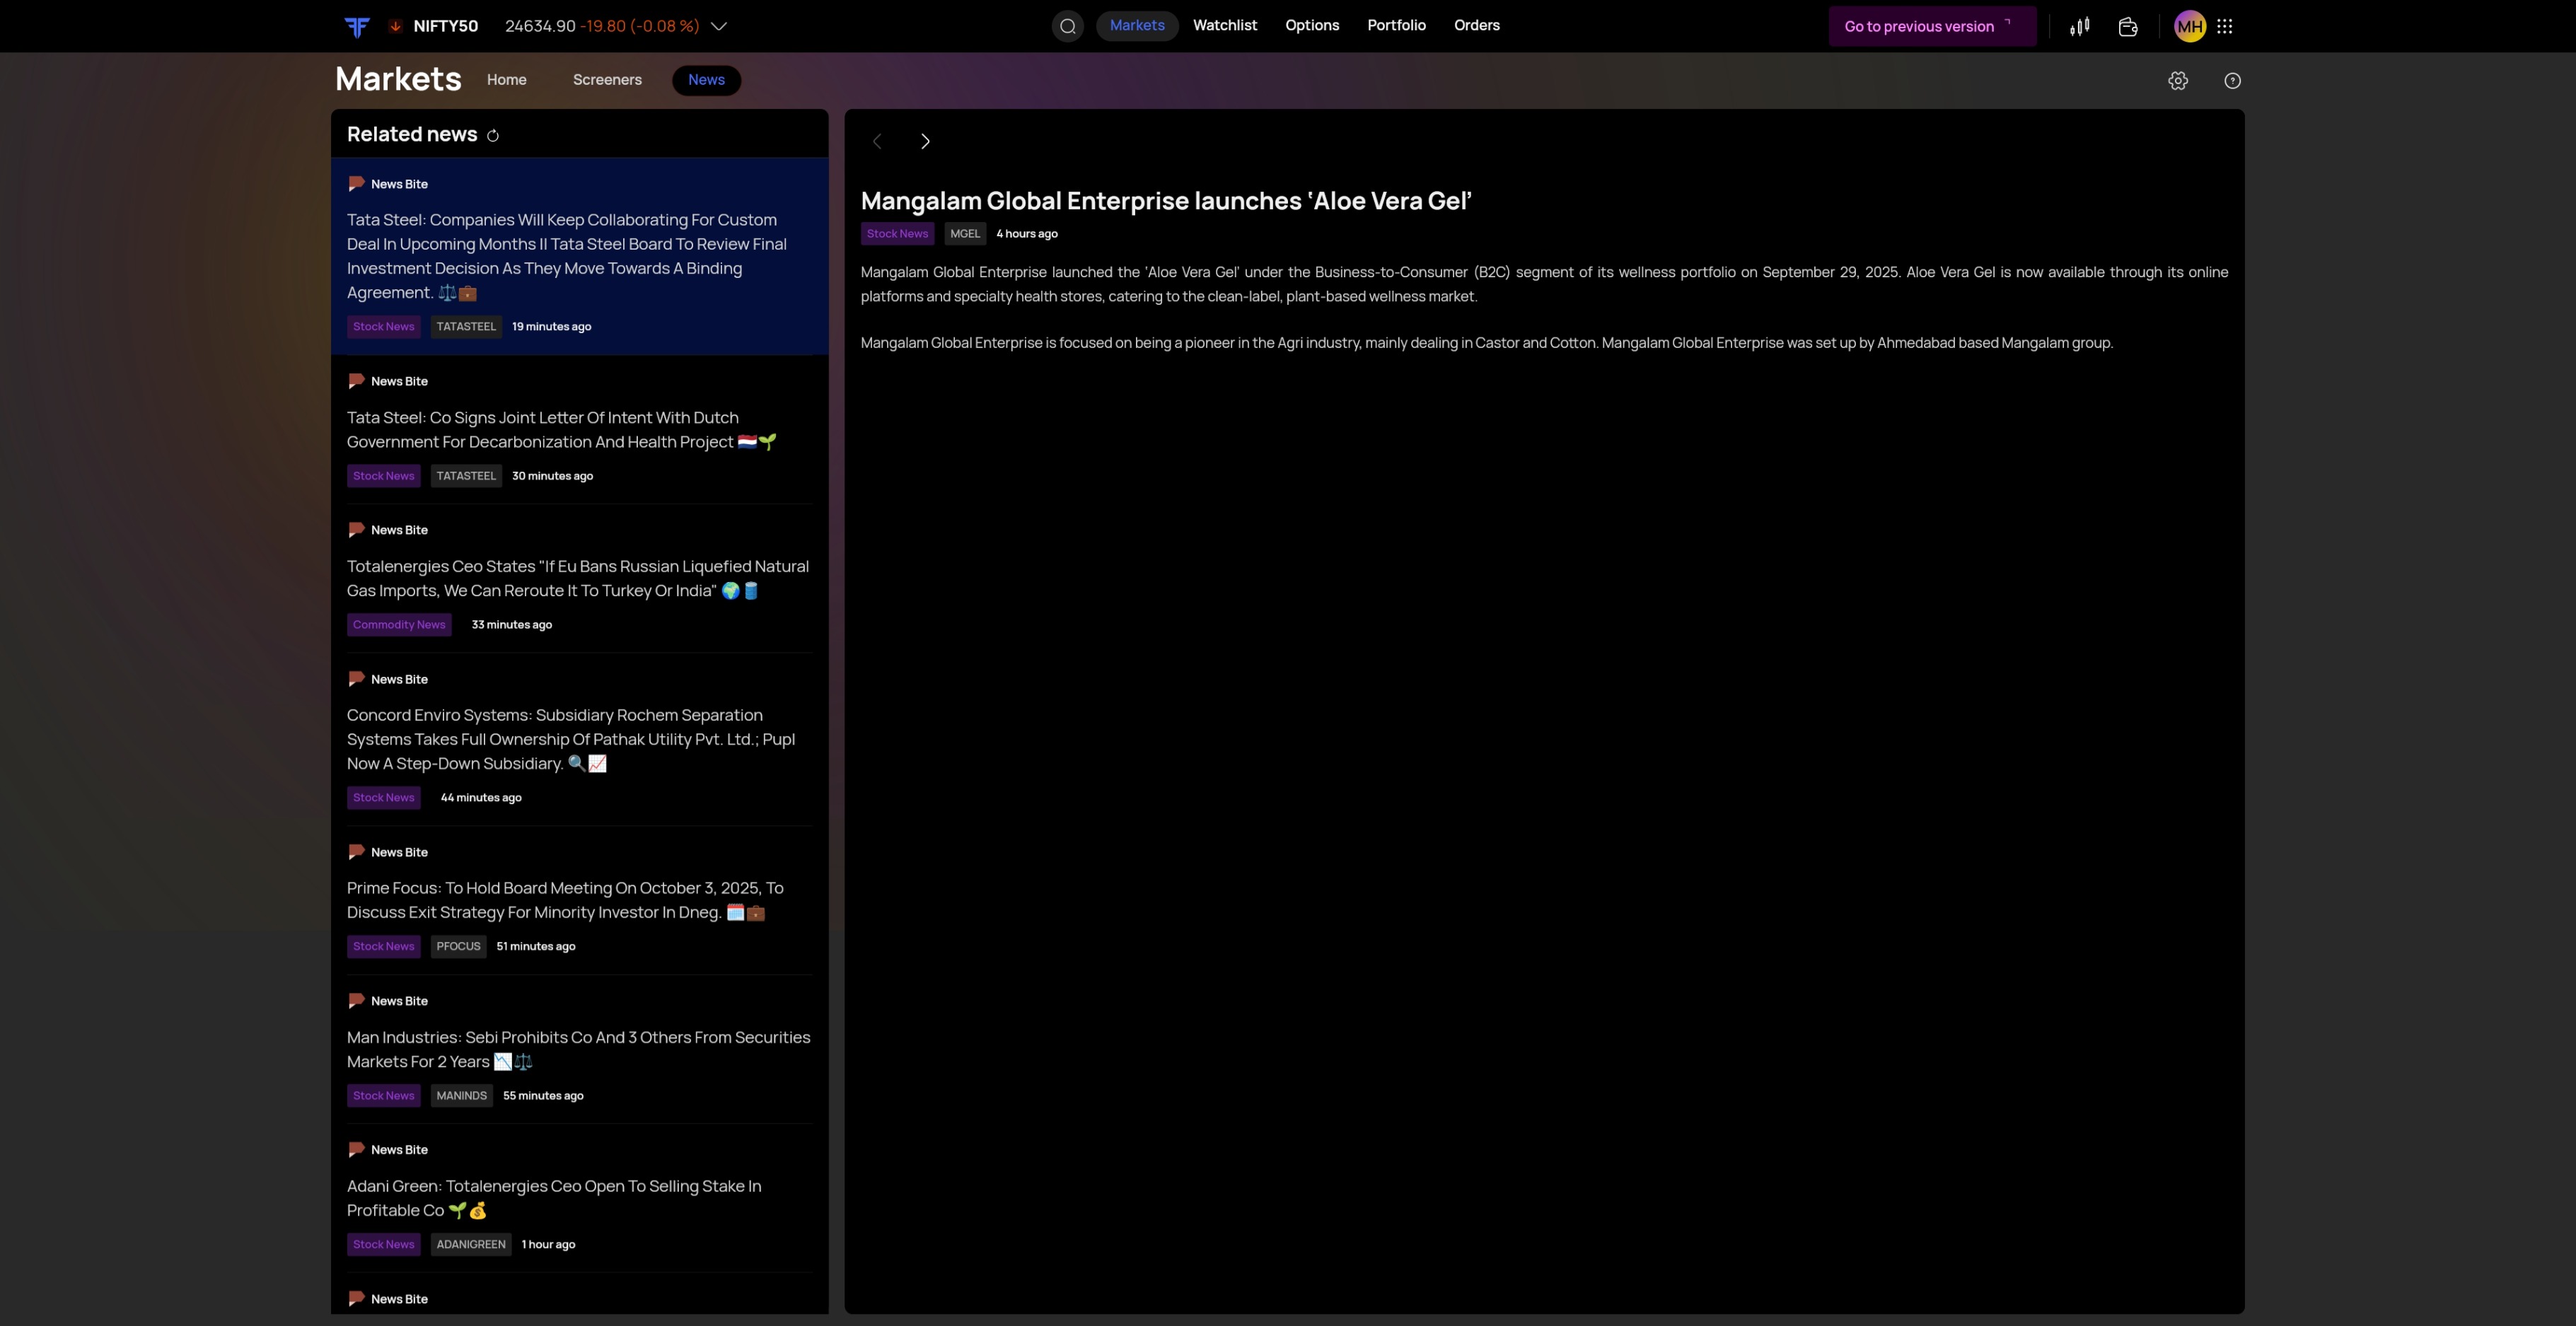 NIFTY50 24634.90 -19.80 (-0.08 %)
Markets Watchlist Options Portfolio Orders
Go to previous version
MH
Markets Home Screeners News
Related news
News Bite
Tata Steel: Companies Will Keep Collaborating For Custom
Deal In Upcoming Months II Tata Steel Board To Review Final
Investment Decision As They Move Towards A Binding
Agreement. ⚖️💼
Stock News TATASTEEL 19 minutes ago
News Bite
Tata Steel: Co Signs Joint Letter Of Intent With Dutch
Government For Decarbonization And Health Project 🇳🇱🌱
Stock News TATASTEEL 30 minutes ago
News Bite
Totalenergies Ceo States "If Eu Bans Russian Liquefied Natural
Gas Imports, We Can Reroute It To Turkey Or India" 🌍🛢️
Commodity News 33 minutes ago
News Bite
Concord Enviro Systems: Subsidiary Rochem Separation
Systems Takes Full Ownership Of Pathak Utility Pvt. Ltd.; Pupl
Now A Step-Down Subsidiary. 🔍📈
Stock News 44 minutes ago
News Bite
Prime Focus: To Hold Board Meeting On October 3, 2025, To
Discuss Exit Strategy For Minority Investor In Dneg. 🗓️💼
Stock News PFOCUS 51 minutes ago
News Bite
Man Industries: Sebi Prohibits Co And 3 Others From Securities
Markets For 2 Years 📉⚖️
Stock News MANINDS 55 minutes ago
News Bite
Adani Green: Totalenergies Ceo Open To Selling Stake In
Profitable Co 🌱💰
Stock News ADANIGREEN 1 hour ago
News Bite
Mangalam Global Enterprise launches ‘Aloe Vera Gel’
Stock News MGEL 4 hours ago
Mangalam Global Enterprise launched the 'Aloe Vera Gel' under the Business-to-Consumer (B2C) segment of its wellness portfolio on September 29, 2025. Aloe Vera Gel is now available through its online
platforms and specialty health stores, catering to the clean-label, plant-based wellness market.
Mangalam Global Enterprise is focused on being a pioneer in the Agri industry, mainly dealing in Castor and Cotton. Mangalam Global Enterprise was set up by Ahmedabad based Mangalam group.